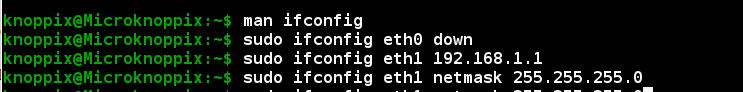 knoppix@Microknoppix:~$ man ifconfig
knoppix@Microknoppix:~$ sudo ifconfig eth0 down
knoppix@Microknoppix:~$ sudo ifconfig eth1 192.168.1.1
knoppix@Microknoppix:~$ sudo ifconfig eth1 netmask 255.255.255.0